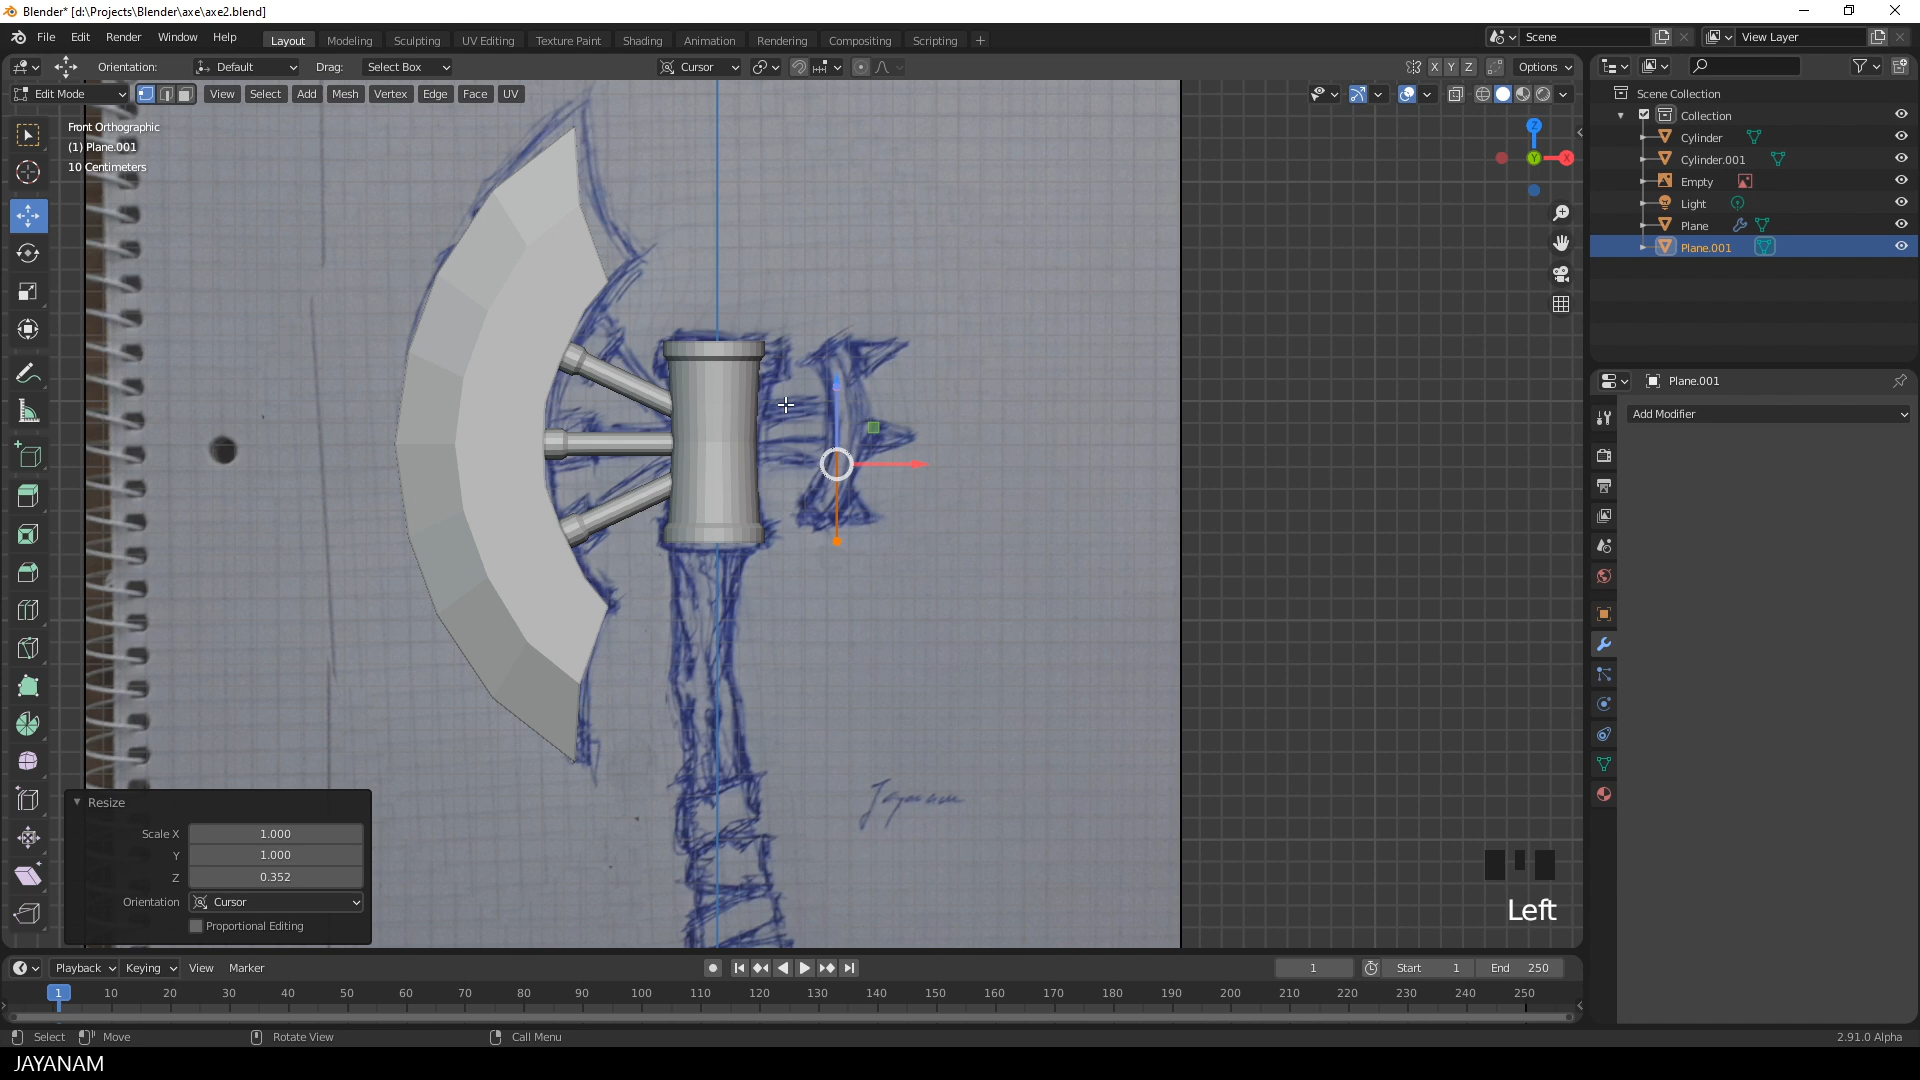 Blender* [d:\Projects\Blender\axe\axe2.blend]
File Edit Render Window Help Layout Modeling Sculpting UV Editing Texture Paint Shading Animation Rendering Compositing Scripting + Scene View Layer
Orientation: Default Drag: Select Box Cursor X Y Z Options
Edit Mode View Select Add Mesh Vertex Edge Face UV
Front Orthographic
(1) Plane.001
10 Centimeters
Z
Y
X
Scene Collection
Collection
Cylinder
Cylinder.001
Empty
Light
Plane
Plane.001
Plane.001
Add Modifier
Jayanam
Resize
Scale X 1.000
Y 1.000
Z 0.352
Orientation Cursor
Proportional Editing
Left
Playback Keying View Marker 1 Start 1 End 250
1 10 20 30 40 50 60 70 80 90 100 110 120 130 140 150 160 170 180 190 200 210 220 230 240 250
Select Move Rotate View Call Menu 2.91.0 Alpha
JAYANAM